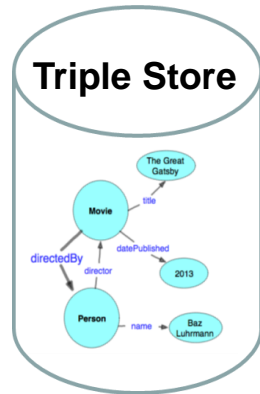 Triple Store
The Great
Gatsby
title
Movie
datePublished
directedBy
director
2013
Person
name
Baz
Luhrmann